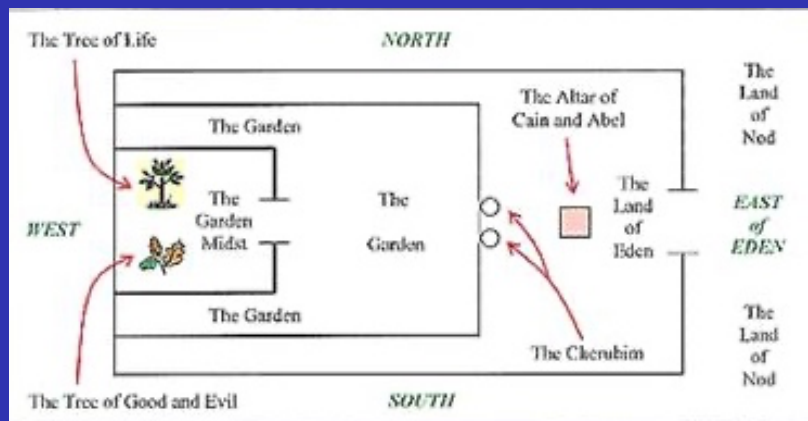 The Tree of Life
NORTH
The
Land
of
Nod
The Altar of
Cain and Abel
The Garden
The
Garden
Midst
The
Garden
The
Land
of
Eden
WEST
EAST
of
EDEN
The Garden
The Cherubim
The
Land
of
Nod
The Tree of Good and Evil
SOUTH